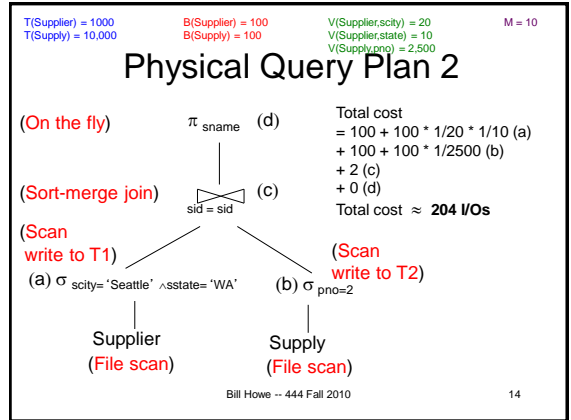 T(Supplier) = 1000
T(Supply) = 10,000
B(Supplier) = 100
B(Supply) = 100
V(Supplier,scity) = 20
V(Supplier,state) = 10
V(Supply,pno) = 2,500
M = 10
Physical Query Plan 2
(On the fly)
π sname (d)
Total cost
= 100 + 100 * 1/20 * 1/10 (a)
+ 100 + 100 * 1/2500 (b)
+ 2 (c)
+ 0 (d)
Total cost ≈ 204 I/Os
(Sort-merge join)
(c)
sid = sid
(Scan
write to T1)
(a) σ scity= ‘Seattle’ ∧sstate= ‘WA’
(Scan
write to T2)
(b) σ pno=2
Supplier
(File scan)
Supply
(File scan)
Bill Howe -- 444 Fall 2010
14